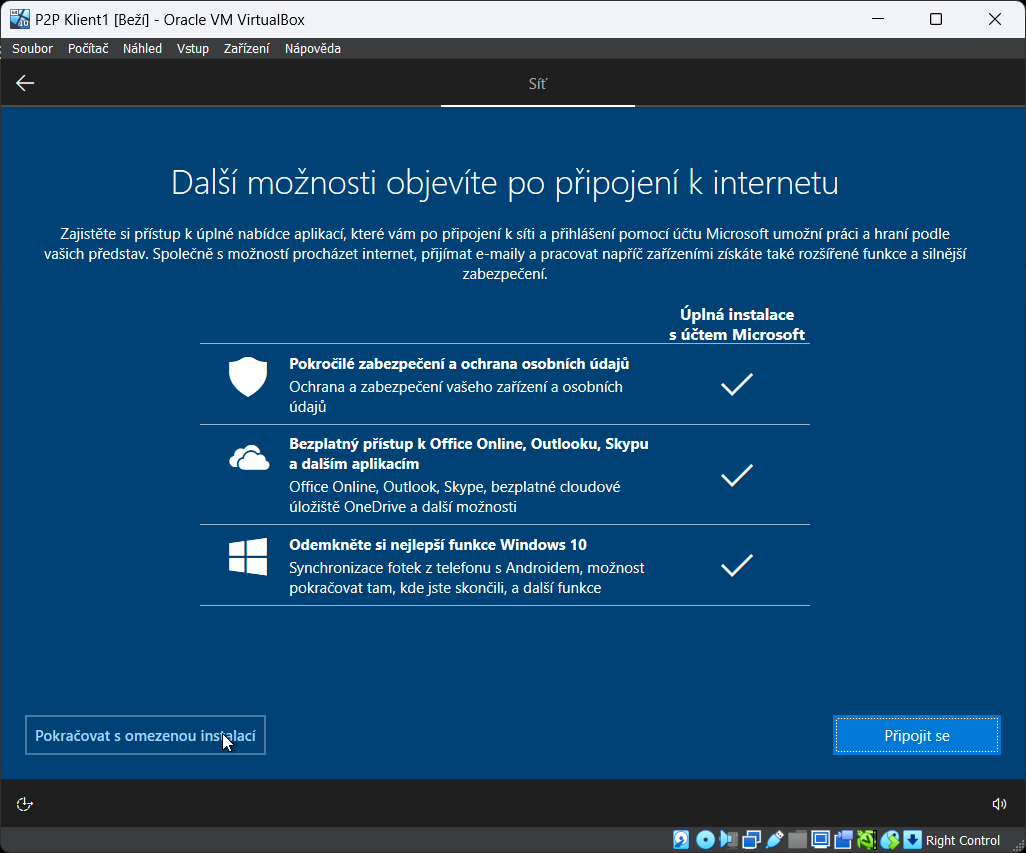 P2P Klient1 [Beží] - Oracle VM VirtualBox
Soubor Počítač Náhled Vstup Zařízení Nápověda
Síť
Další možnosti objevíte po připojení k internetu
Zajistěte si přístup k úplné nabídce aplikací, které vám po připojení k síti a přihlášení pomocí účtu Microsoft umožní práci a hraní podle
vašich představ. Společně s možností procházet internet, přijímat e-maily a pracovat napříč zařízeními získáte také rozšířené funkce a silnější
zabezpečení.
Úplná instalace
s účtem Microsoft
Pokročilé zabezpečení a ochrana osobních údajů
Ochrana a zabezpečení vašeho zařízení a osobních
údajů
Bezplatný přístup k Office Online, Outlooku, Skypu
a dalším aplikacím
Office Online, Outlook, Skype, bezplatné cloudové
úložiště OneDrive a další možnosti
Odemkněte si nejlepší funkce Windows 10
Synchronizace fotek z telefonu s Androidem, možnost
pokračovat tam, kde jste skončili, a další funkce
Pokračovat s omezenou instalací
Připojit se
Right Control